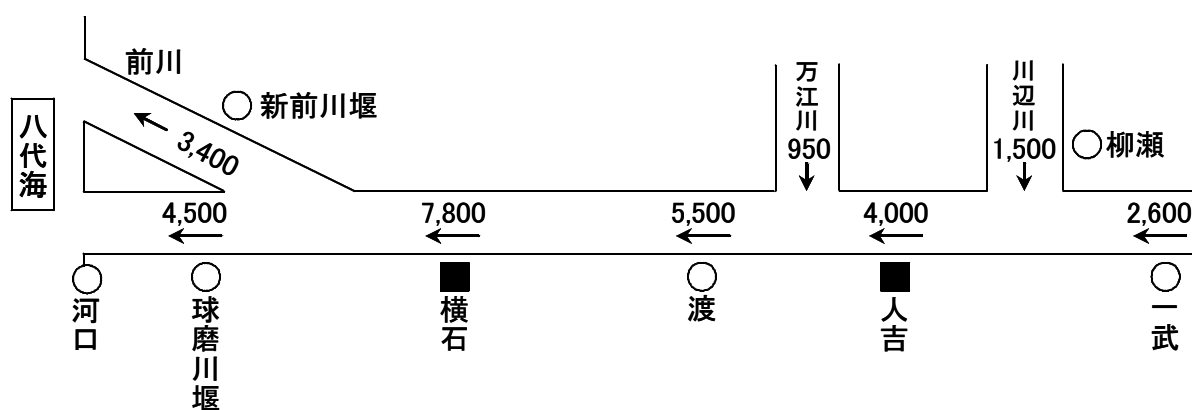 前川
新前川堰
八代海
3,400
万江川
950
川辺川
1,500
柳瀬
4,500
7,800
5,500
4,000
2,600
河口
球磨川堰
横石
渡
人吉
一武